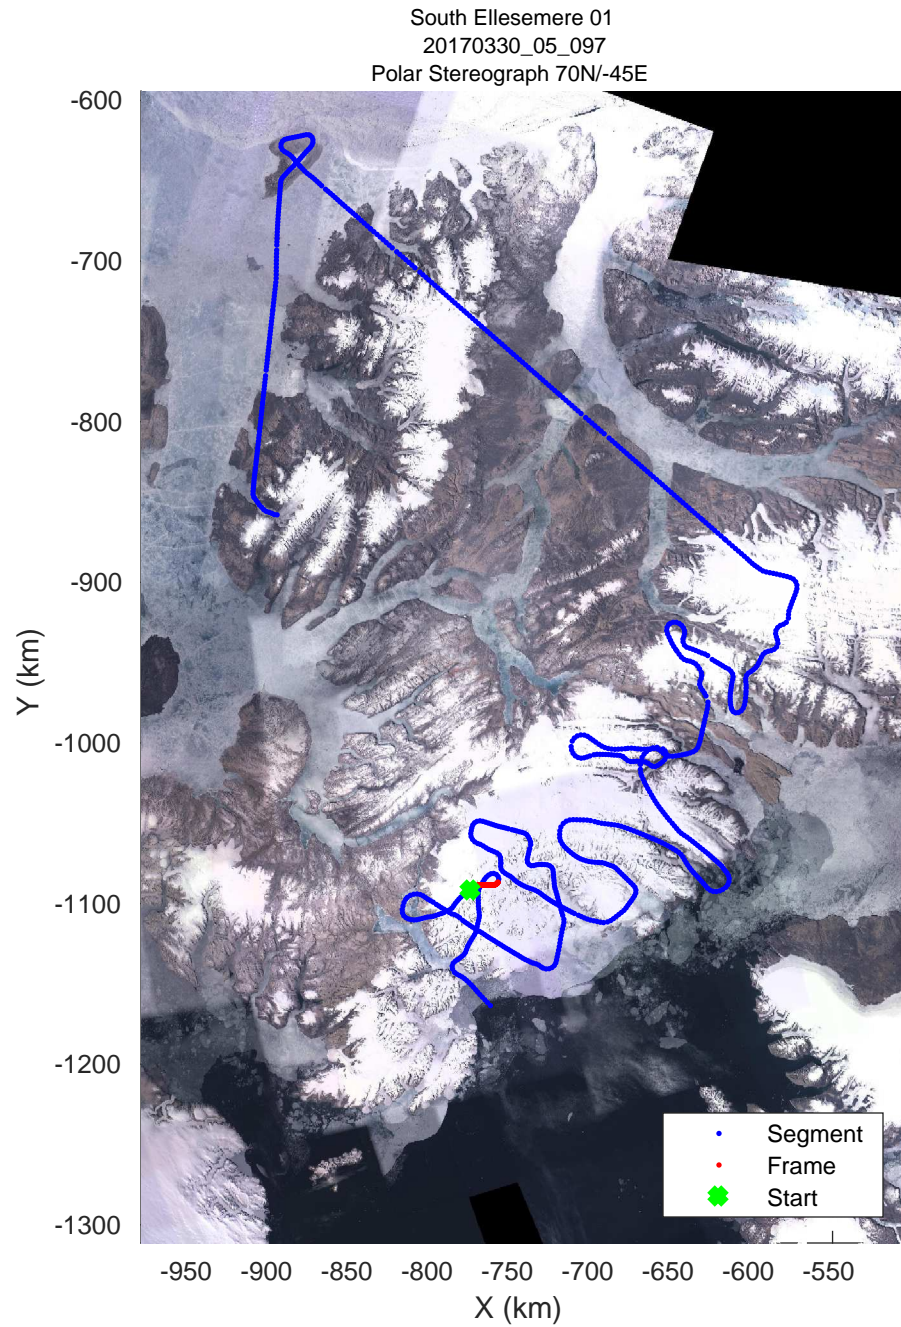 South Ellesemere 01
20170330_05_097
Polar Stereograph 70N/-45E
-600
-700
-800
-900
-1000
-1100
-1200
-1300
Y (km)
-950 -900 -850 -800 -750 -700 -650 -600 -550
X (km)
Segment
Frame
Start